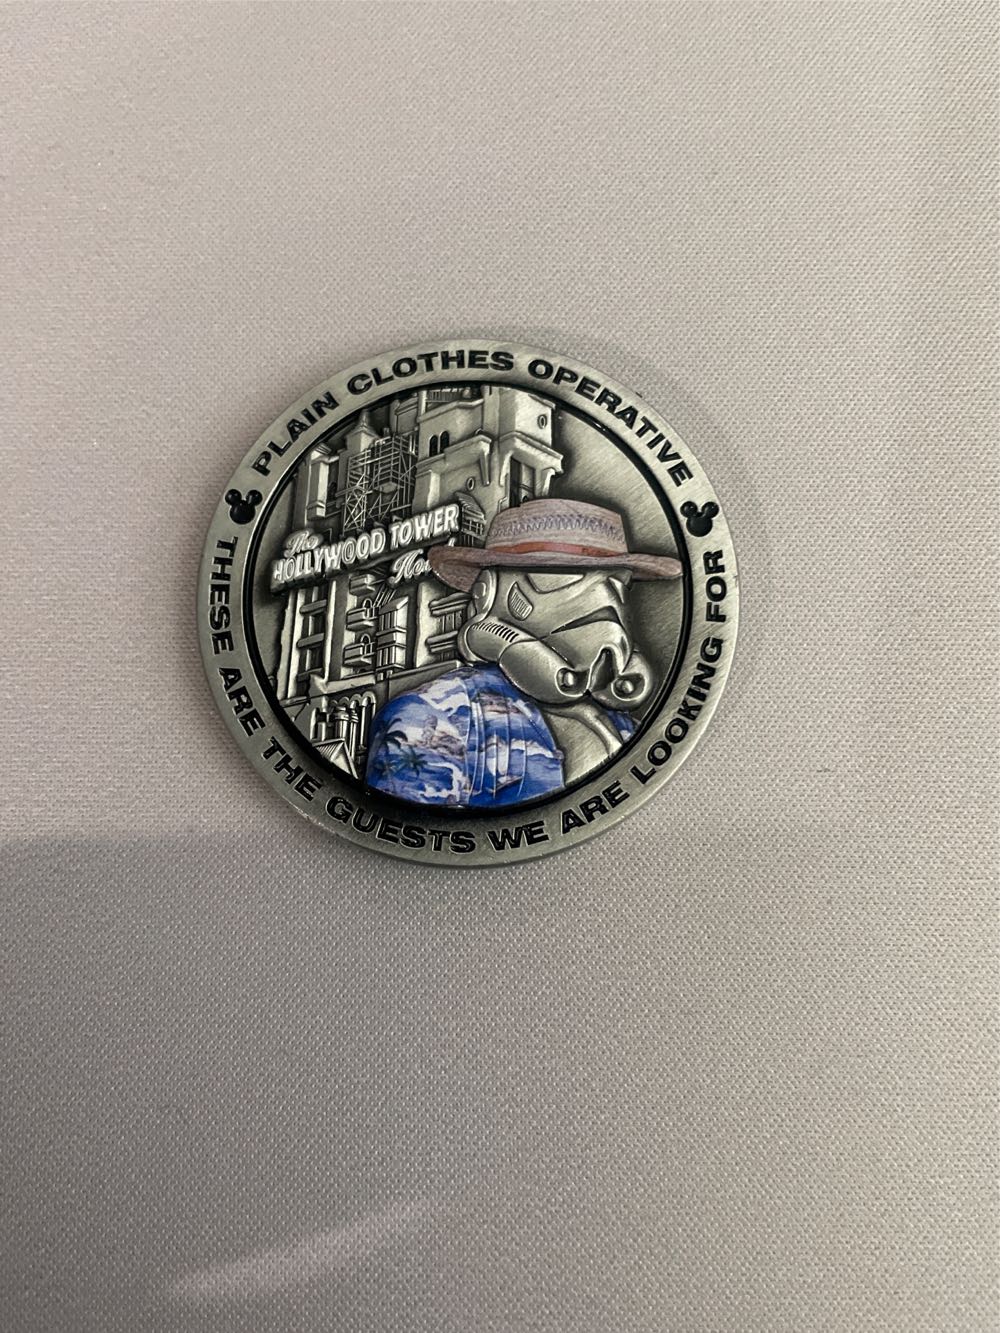 PLAIN CLOTHES OPERATIVE
The
HOLLYWOOD TOWER
THESE ARE THE GUESTS WE ARE LOOKING FOR